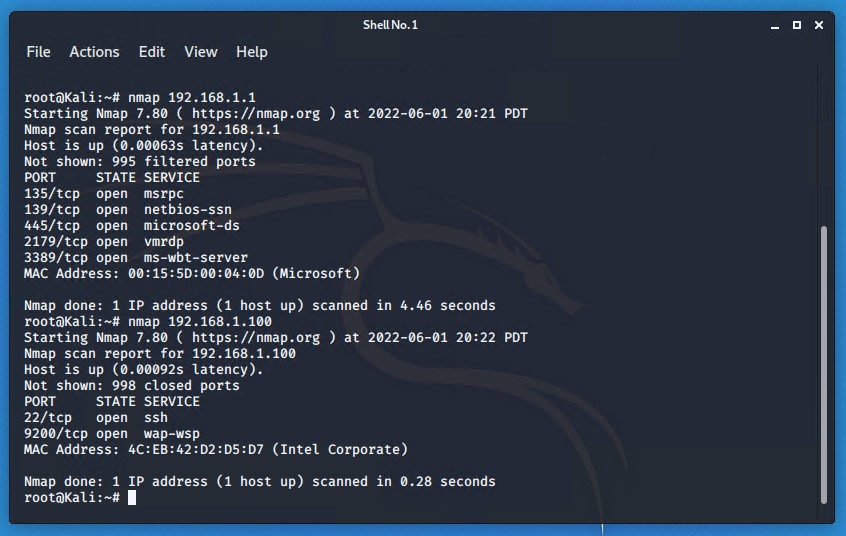 Shell No. 1
File Actions Edit View Help
root@Kali:~# nmap 192.168.1.1
Starting Nmap 7.80 ( https://nmap.org ) at 2022-06-01 20:21 PDT
Nmap scan report for 192.168.1.1
Host is up (0.00063s latency).
Not shown: 995 filtered ports
PORT     STATE SERVICE
135/tcp  open  msrpc
139/tcp  open  netbios-ssn
445/tcp  open  microsoft-ds
2179/tcp open  vmrdp
3389/tcp open  ms-wbt-server
MAC Address: 00:15:5D:00:04:0D (Microsoft)
Nmap done: 1 IP address (1 host up) scanned in 4.46 seconds
root@Kali:~# nmap 192.168.1.100
Starting Nmap 7.80 ( https://nmap.org ) at 2022-06-01 20:22 PDT
Nmap scan report for 192.168.1.100
Host is up (0.00092s latency).
Not shown: 998 closed ports
PORT     STATE SERVICE
22/tcp   open  ssh
9200/tcp open  wap-wsp
MAC Address: 4C:EB:42:D2:D5:D7 (Intel Corporate)
Nmap done: 1 IP address (1 host up) scanned in 0.28 seconds
root@Kali:~#